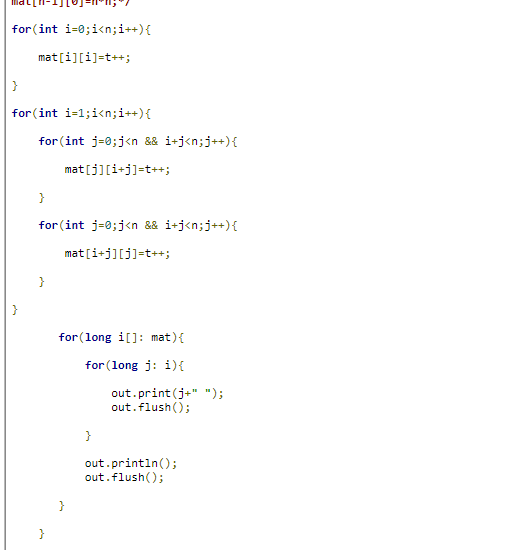 mat[n-1][0]=n*n;*/
for(int i=0;i<n;i++){
mat[i][i]=t++;
}
for(int i=1;i<n;i++){
for(int j=0;j<n && i+j<n;j++){
mat[j][i+j]=t++;
}
for(int j=0;j<n && i+j<n;j++){
mat[i+j][j]=t++;
}
}
for(long i[]: mat){
for(long j: i){
out.print(j+" ");
out.flush();
}
out.println();
out.flush();
}
}